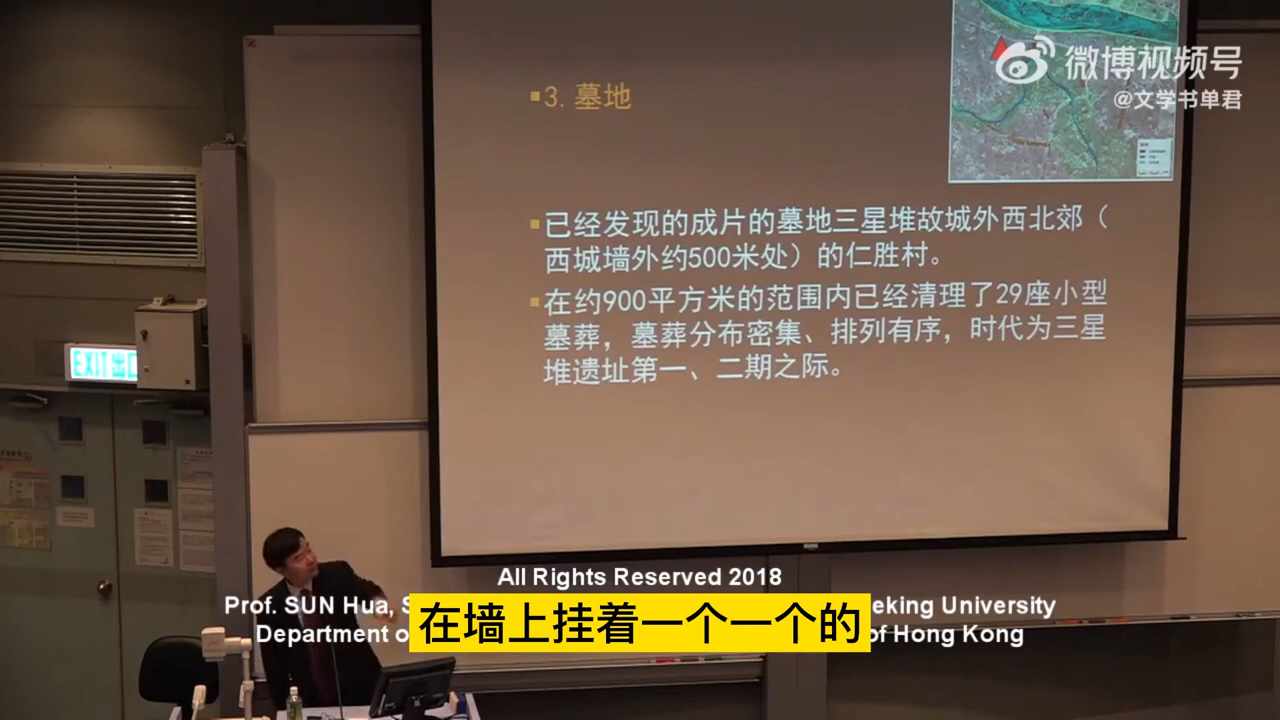 微博视频号
@文学书单君
3. 墓地
已经发现的成片的墓地三星堆故城外西北郊（
西城墙外约500米处）的仁胜村。
在约900平方米的范围内已经清理了29座小型
墓葬，墓葬分布密集、排列有序，时代为三星
堆遗址第一、二期之际。
EXIT 出口
All Rights Reserved 2018
Prof. SUN Hua, eking University
Department o of Hong Kong
在墙上挂着一个一个的